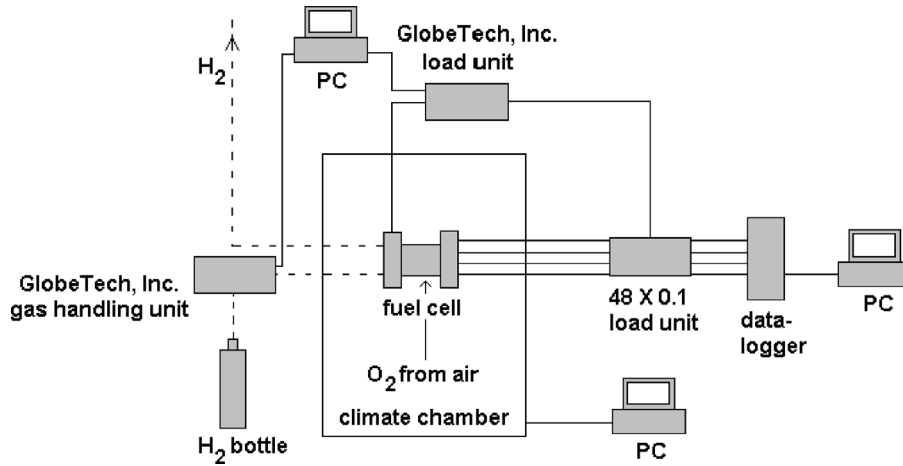 H2
PC
GlobeTech, Inc.
load unit
GlobeTech, Inc.
gas handling unit
fuel cell
48 X 0.1
load unit
data-
logger
PC
O2 from air
climate chamber
H2 bottle
PC